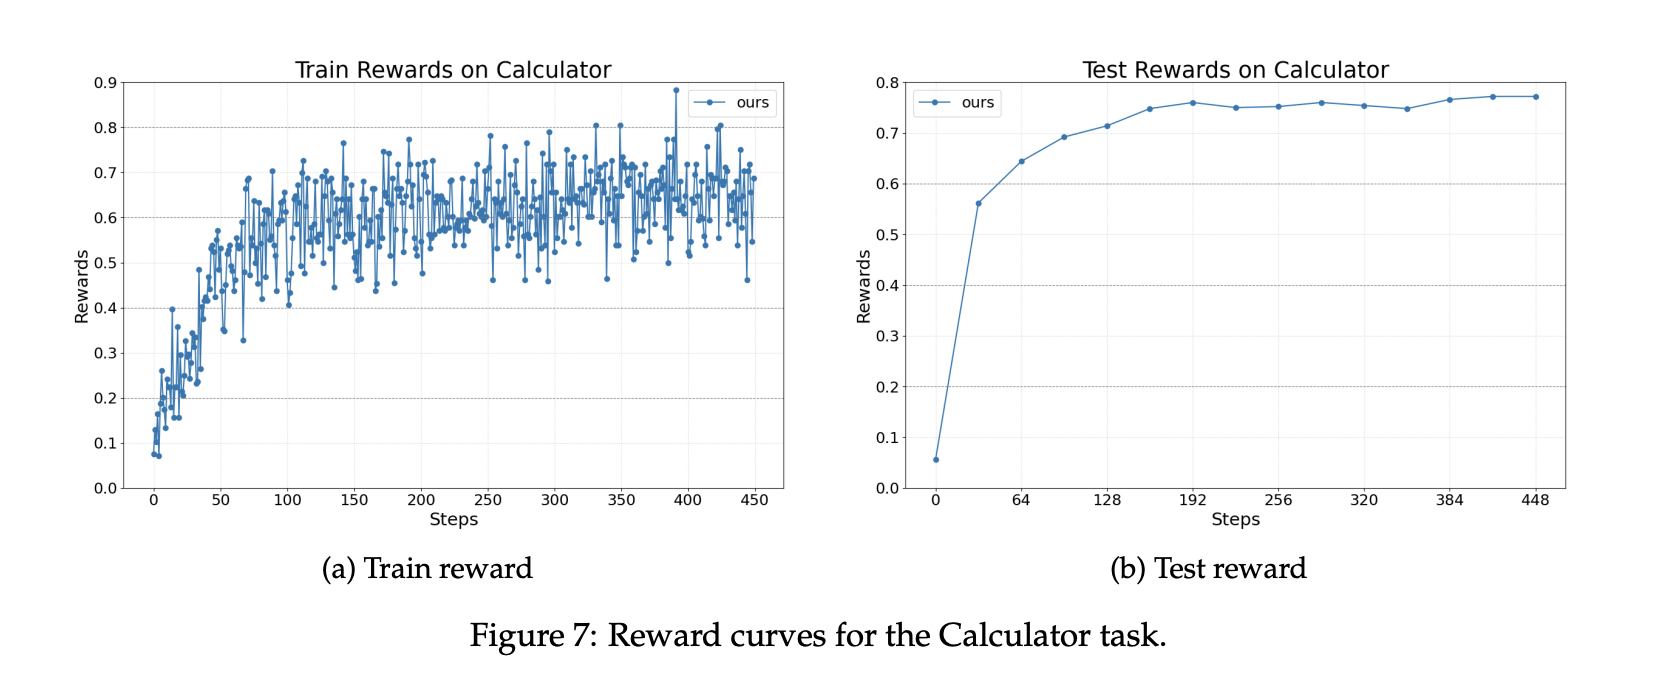 Train Rewards on Calculator
0.9
0.8
0.7
0.6
0.5
0.4
0.3
0.2
0.1
0.0
Rewards
ours
0 50 100 150 200 250 300 350 400 450
Steps
(a) Train reward
Test Rewards on Calculator
0.8
0.7
0.6
0.5
0.4
0.3
0.2
0.1
0.0
Rewards
ours
0 64 128 192 256 320 384 448
Steps
(b) Test reward
Figure 7: Reward curves for the Calculator task.